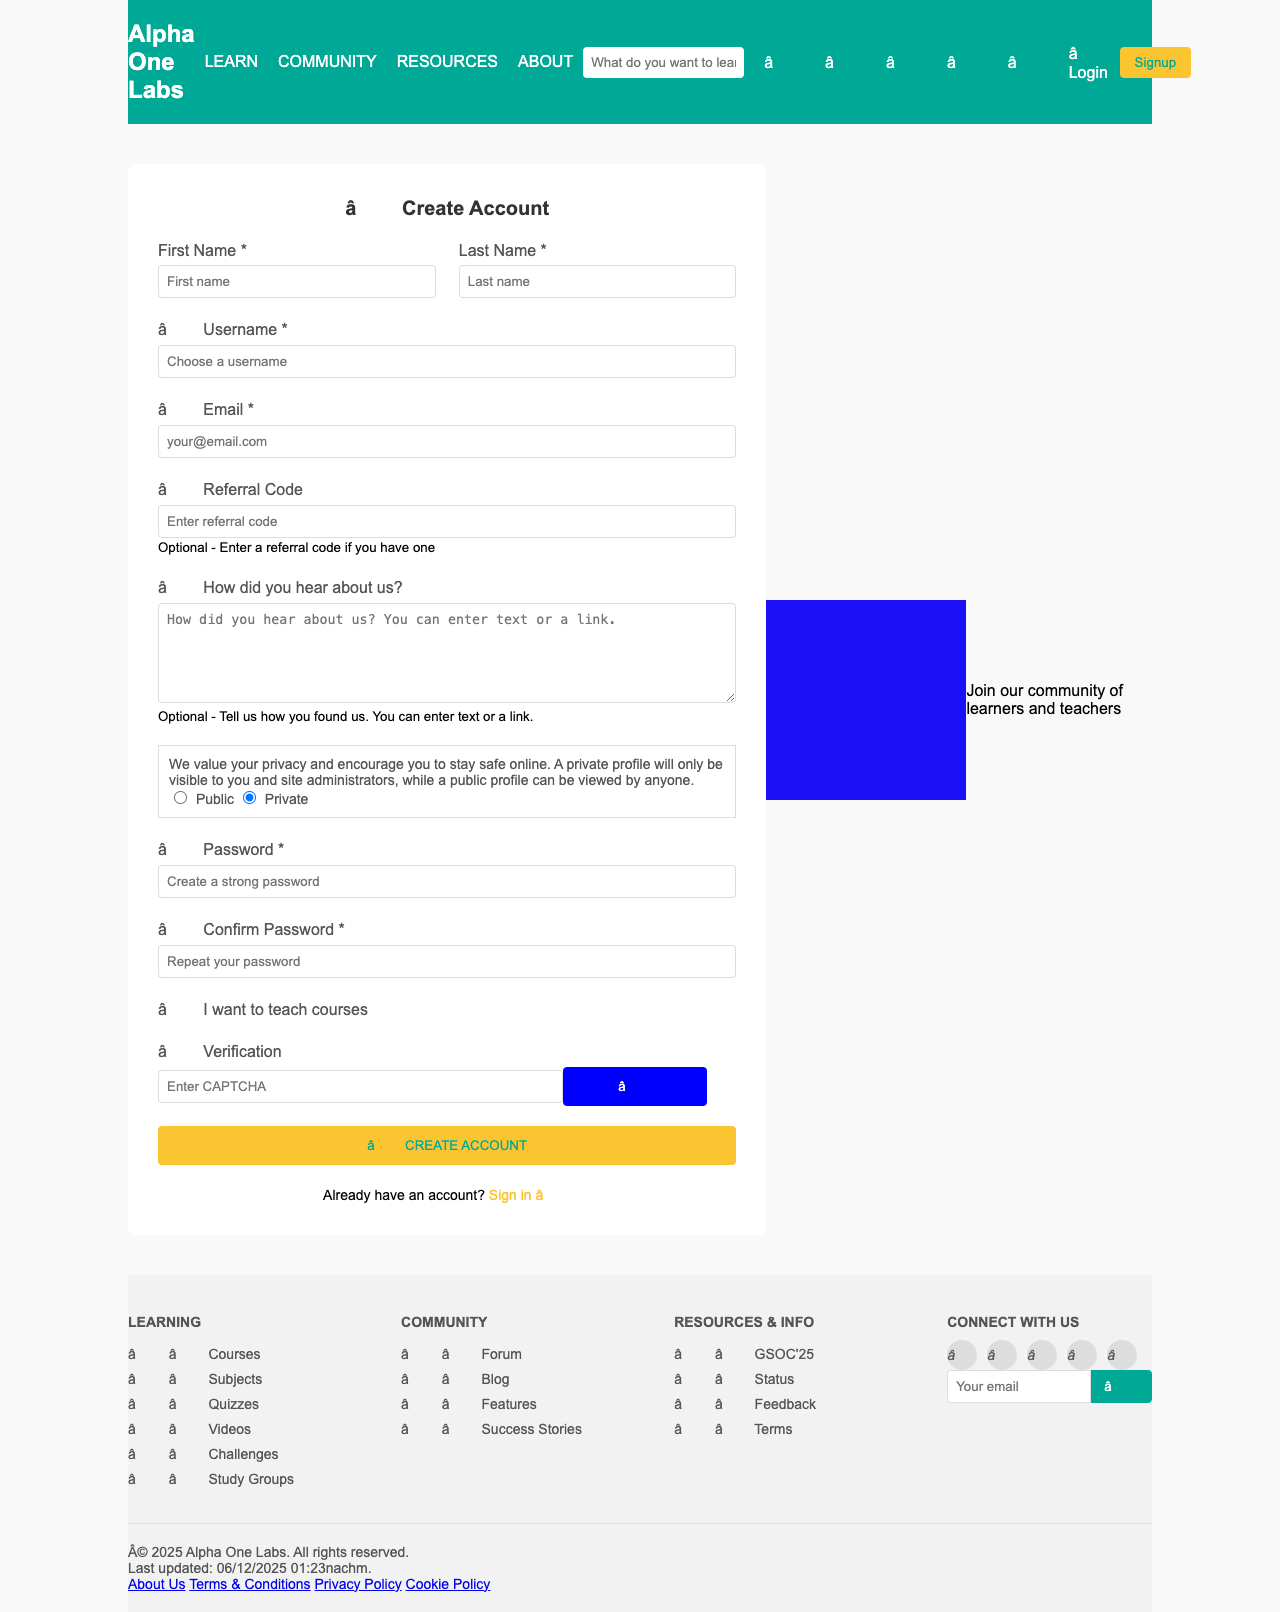 Alpha One Labs
LEARN COMMUNITY RESOURCES ABOUT What do you want to lear â â â â â â Login Signup
â Create Account
First Name * Last Name *
First name Last name
â Username *
Choose a username
â Email *
your@email.com
â Referral Code
Enter referral code
Optional - Enter a referral code if you have one
â How did you hear about us?
How did you hear about us? You can enter text or a link.
Optional - Tell us how you found us. You can enter text or a link.
We value your privacy and encourage you to stay safe online. A private profile will only be
visible to you and site administrators, while a public profile can be viewed by anyone.
Public Private
â Password *
Create a strong password
â Confirm Password *
Repeat your password
â I want to teach courses
â Verification
Enter CAPTCHA â
â CREATE ACCOUNT
Already have an account? Sign in â
Join our community of
learners and teachers
LEARNING
â â Courses
â â Subjects
â â Quizzes
â â Videos
â â Challenges
â â Study Groups
COMMUNITY
â â Forum
â â Blog
â â Features
â â Success Stories
RESOURCES & INFO
â â GSOC'25
â â Status
â â Feedback
â â Terms
CONNECT WITH US
â â â â â
Your email â
Â© 2025 Alpha One Labs. All rights reserved.
Last updated: 06/12/2025 01:23nachm.
About Us Terms & Conditions Privacy Policy Cookie Policy